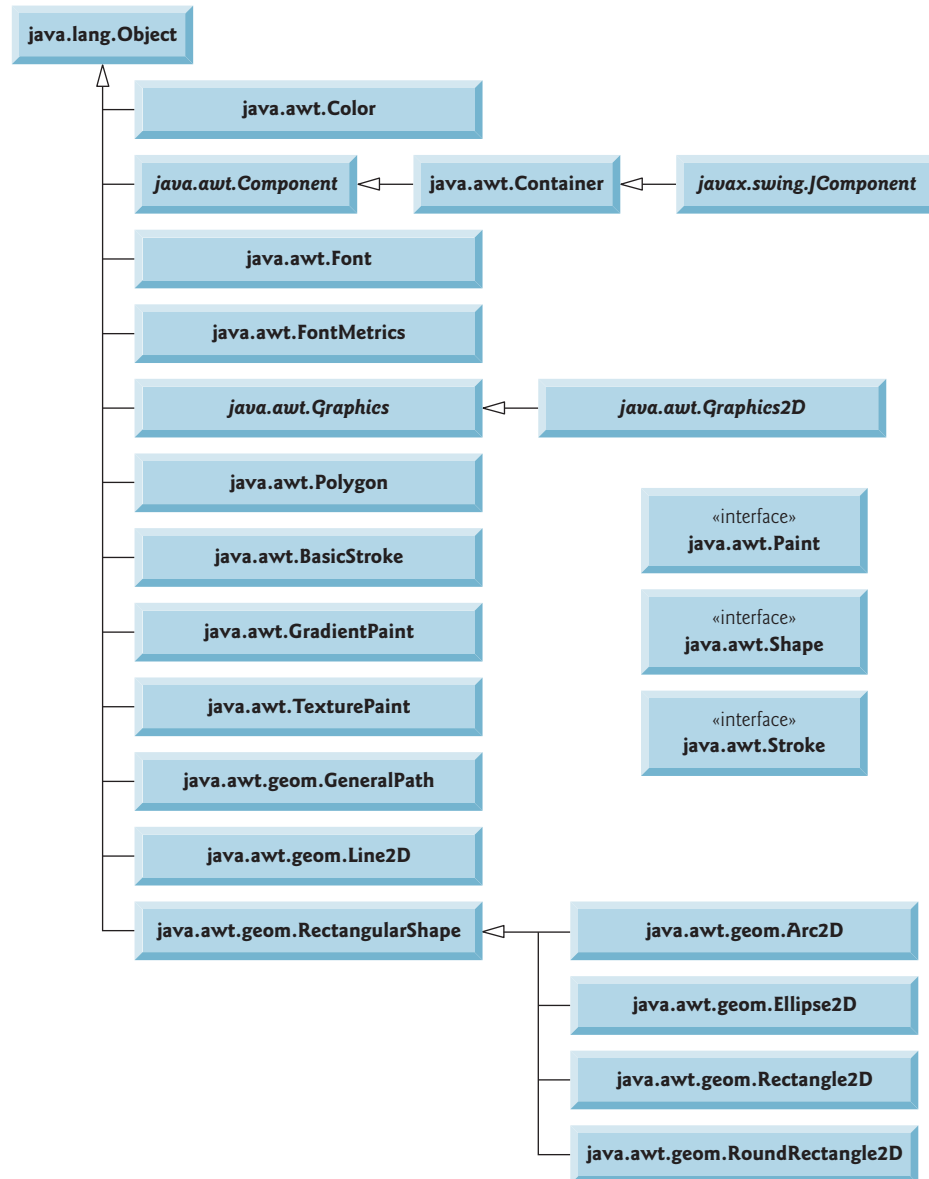 java.lang.Object
java.awt.Color
java.awt.Component
java.awt.Container
javax.swing.JComponent
java.awt.Font
java.awt.FontMetrics
java.awt.Graphics
java.awt.Graphics2D
java.awt.Polygon
«interface»
java.awt.Paint
java.awt.BasicStroke
java.awt.GradientPaint
«interface»
java.awt.Shape
java.awt.TexturePaint
«interface»
java.awt.Stroke
java.awt.geom.GeneralPath
java.awt.geom.Line2D
java.awt.geom.RectangularShape
java.awt.geom.Arc2D
java.awt.geom.Ellipse2D
java.awt.geom.Rectangle2D
java.awt.geom.RoundRectangle2D